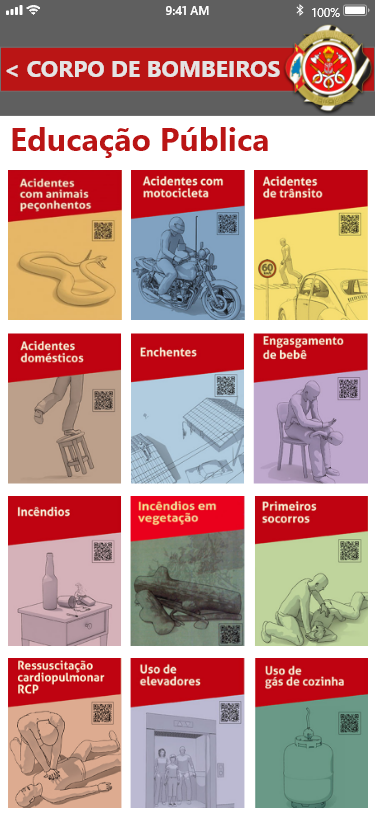 9:41 AM
100%
< CORPO DE BOMBEIROS
Educação Pública
Acidentes
com animais
peçonhentos
Acidentes com
motocicleta
Acidentes
de trânsito
60
Acidentes
domésticos
Enchentes
Engasgamento
de bebê
Incêndios
Incêndios em
vegetação
Primeiros
socorros
Ressuscitação
cardiopulmonar
RCP
Uso de
elevadores
Uso de
gás de cozinha